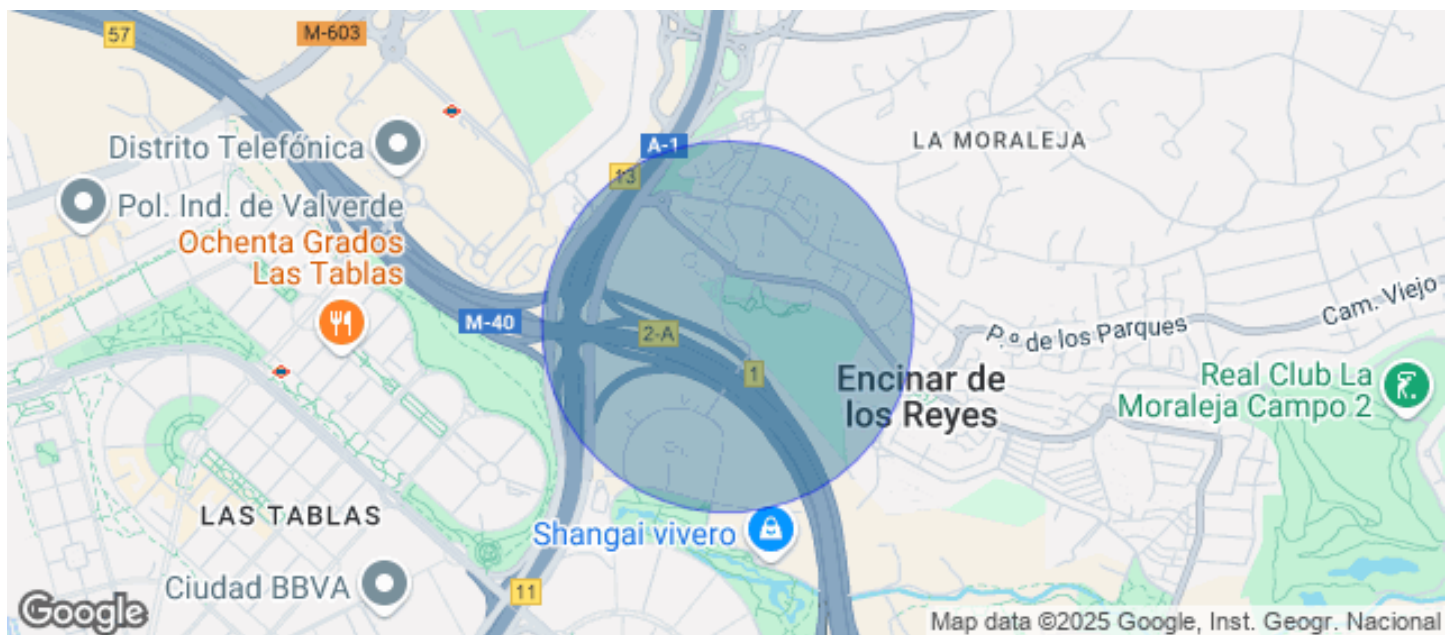 57
M-603
LA MORALEJA
Distrito Telefónica
A-1
13
Pol. Ind. de Valverde
Ochenta Grados
Las Tablas
M-40
2-A
1
P.º de los Parques
Cam. Viejo
Encinar de
los Reyes
Real Club La
Moraleja Campo 2
LAS TABLAS
Shangai vivero
Ciudad BBVA
11
Google
Map data ©2025 Google, Inst. Geogr. Nacional